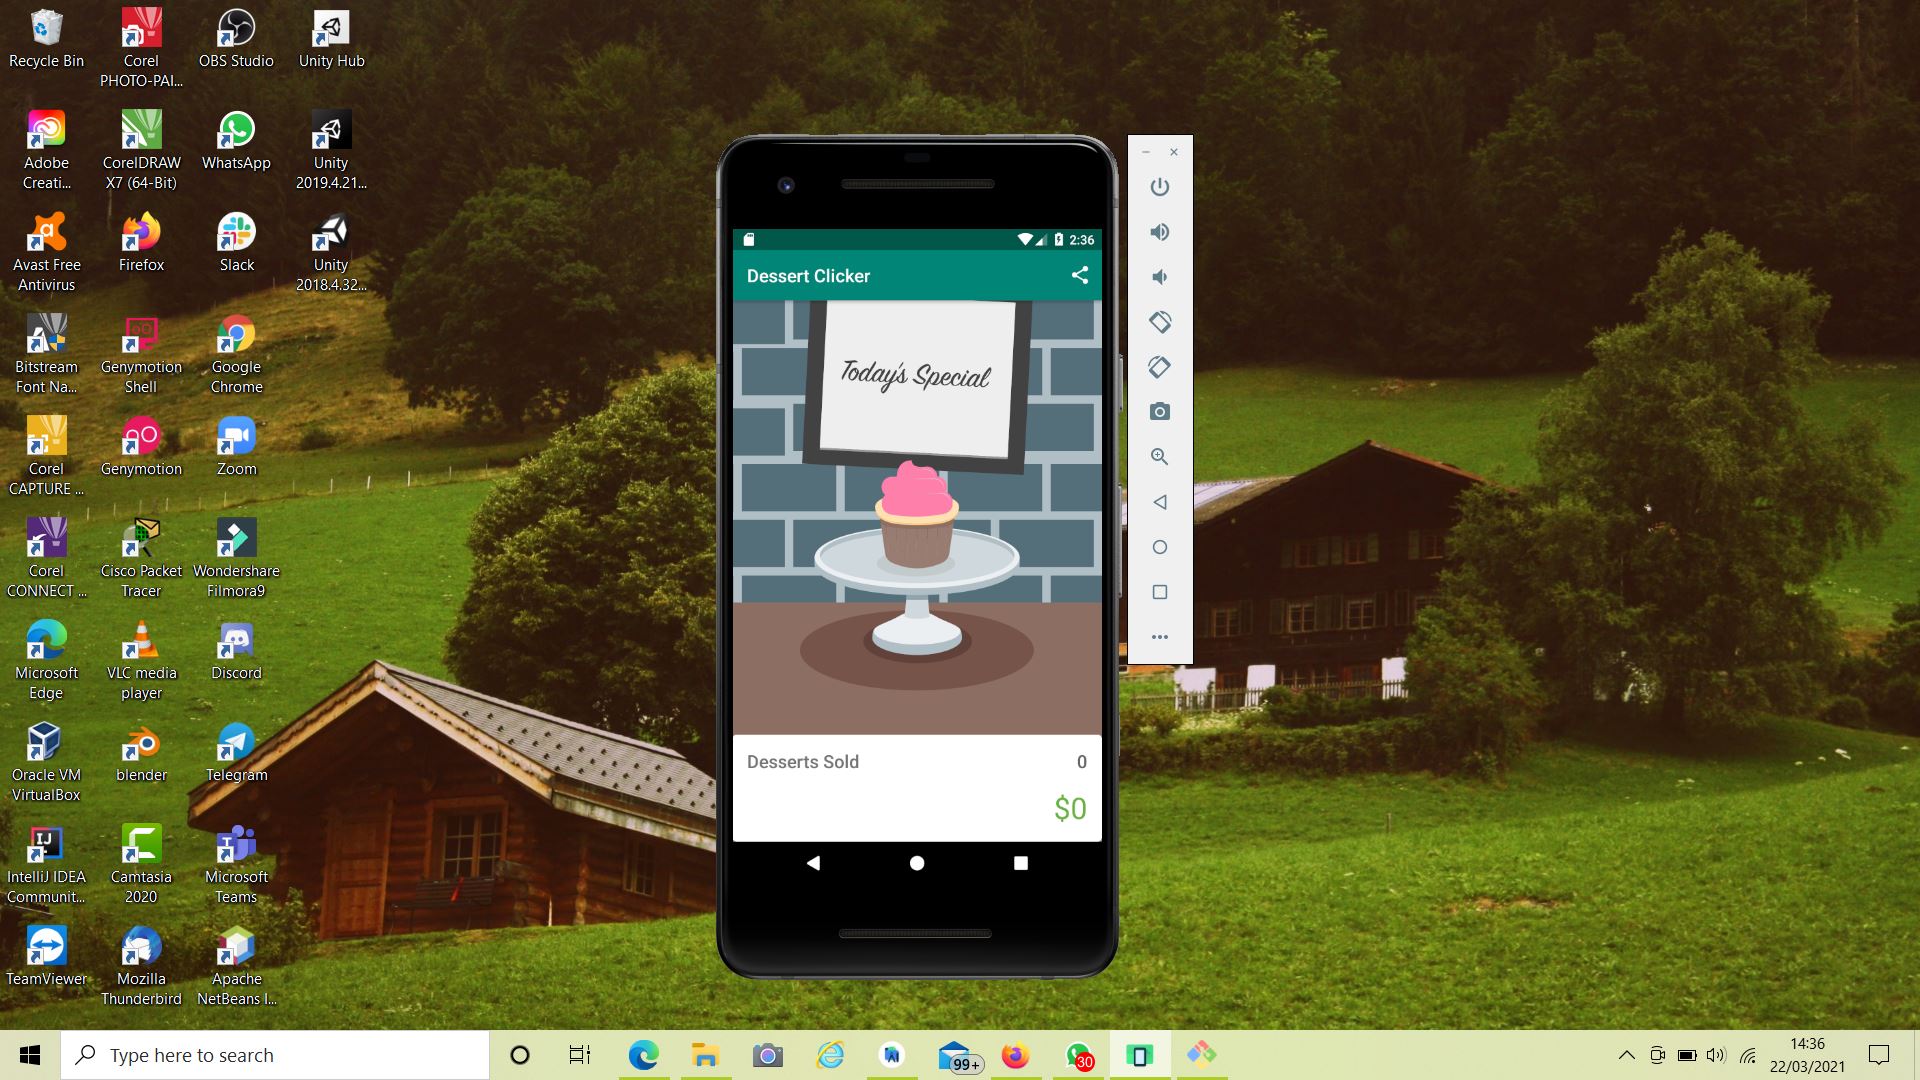 Recycle Bin
Corel
PHOTO-PAI...
OBS Studio
Unity Hub
Adobe
Creati...
CorelDRAW
X7 (64-Bit)
WhatsApp
Unity
2019.4.21...
Avast Free
Antivirus
Firefox
Slack
Unity
2018.4.32...
Bitstream
Font Na...
Genymotion
Shell
Google
Chrome
Corel
CAPTURE ...
Genymotion
Zoom
Corel
CONNECT ...
Cisco Packet
Tracer
Wondershare
Filmora9
Microsoft
Edge
VLC media
player
Discord
Oracle VM
VirtualBox
blender
Telegram
IntelliJ IDEA
Communit...
Camtasia
2020
Microsoft
Teams
TeamViewer
Mozilla
Thunderbird
Apache
NetBeans I...
2:36
Dessert Clicker
Today's Special
Desserts Sold 0
$0
Type here to search
99+
30
14:36
22/03/2021